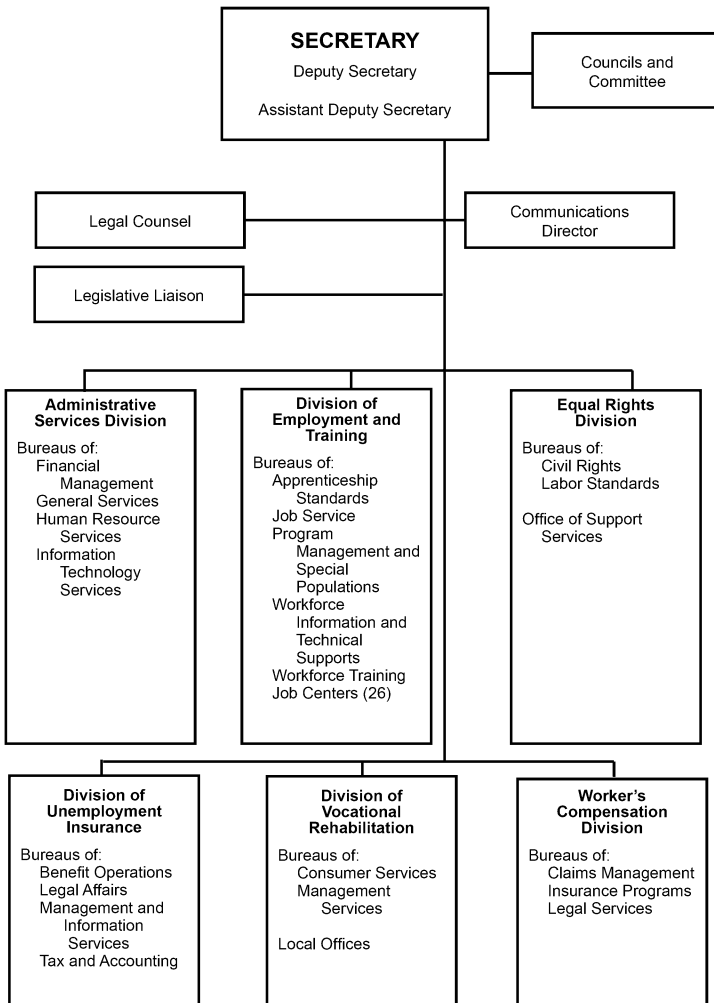 SECRETARY
Deputy Secretary
Assistant Deputy Secretary
Councils and
Committee
Legal Counsel
Communications
Director
Legislative Liaison
Administrative
Services Division
Bureaus of:
Financial
Management
General Services
Human Resource
Services
Information
Technology
Services
Division of
Employment and
Training
Bureaus of:
Apprenticeship
Standards
Job Service
Program
Management and
Special
Populations
Workforce
Information and
Technical
Supports
Workforce Training
Job Centers (26)
Equal Rights
Division
Bureaus of:
Civil Rights
Labor Standards
Office of Support
Services
Division of
Unemployment
Insurance
Bureaus of:
Benefit Operations
Legal Affairs
Management and
Information
Services
Tax and Accounting
Division of
Vocational
Rehabilitation
Bureaus of:
Consumer Services
Management
Services
Local Offices
Worker's
Compensation
Division
Bureaus of:
Claims Management
Insurance Programs
Legal Services